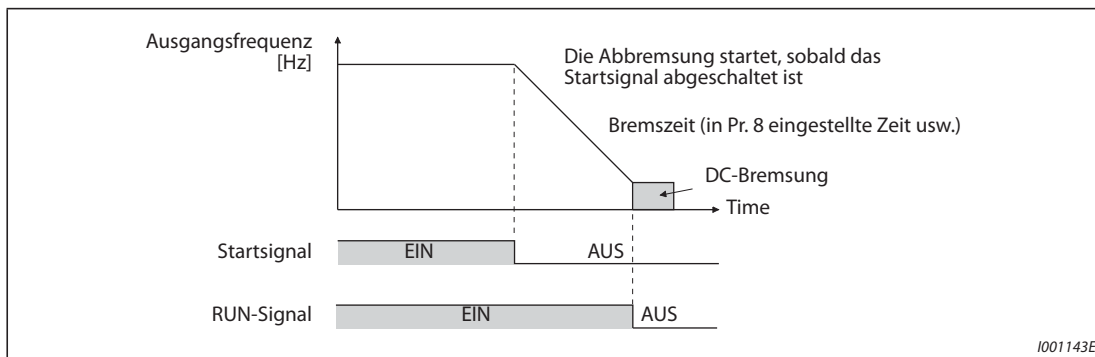 Ausgangsfrequenz
[Hz]
Die Abbremsung startet, sobald das
Startsignal abgeschaltet ist
Bremszeit (in Pr. 8 eingestellte Zeit usw.)
DC-Bremsung
Time
Startsignal
EIN
AUS
RUN-Signal
EIN
AUS
I001143E